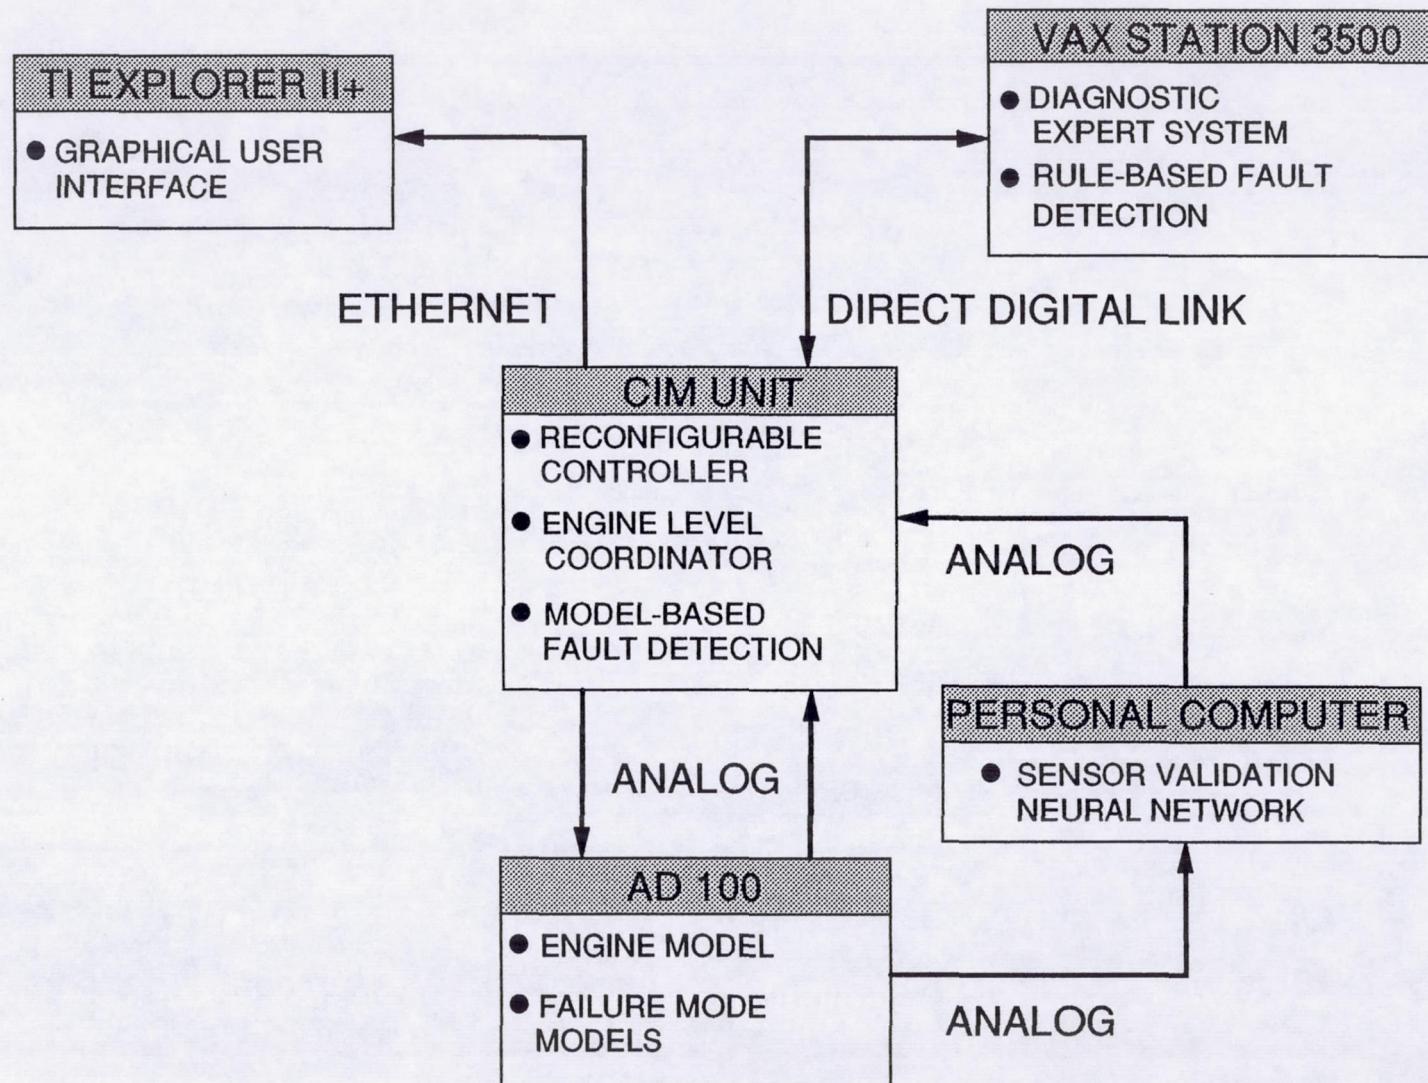 TI EXPLORER II+
● GRAPHICAL USER
INTERFACE
VAX STATION 3500
● DIAGNOSTIC
EXPERT SYSTEM
● RULE-BASED FAULT
DETECTION
ETHERNET
DIRECT DIGITAL LINK
CIM UNIT
● RECONFIGURABLE
CONTROLLER
● ENGINE LEVEL
COORDINATOR
● MODEL-BASED
FAULT DETECTION
ANALOG
PERSONAL COMPUTER
● SENSOR VALIDATION
NEURAL NETWORK
ANALOG
AD 100
● ENGINE MODEL
● FAILURE MODE
MODELS
ANALOG